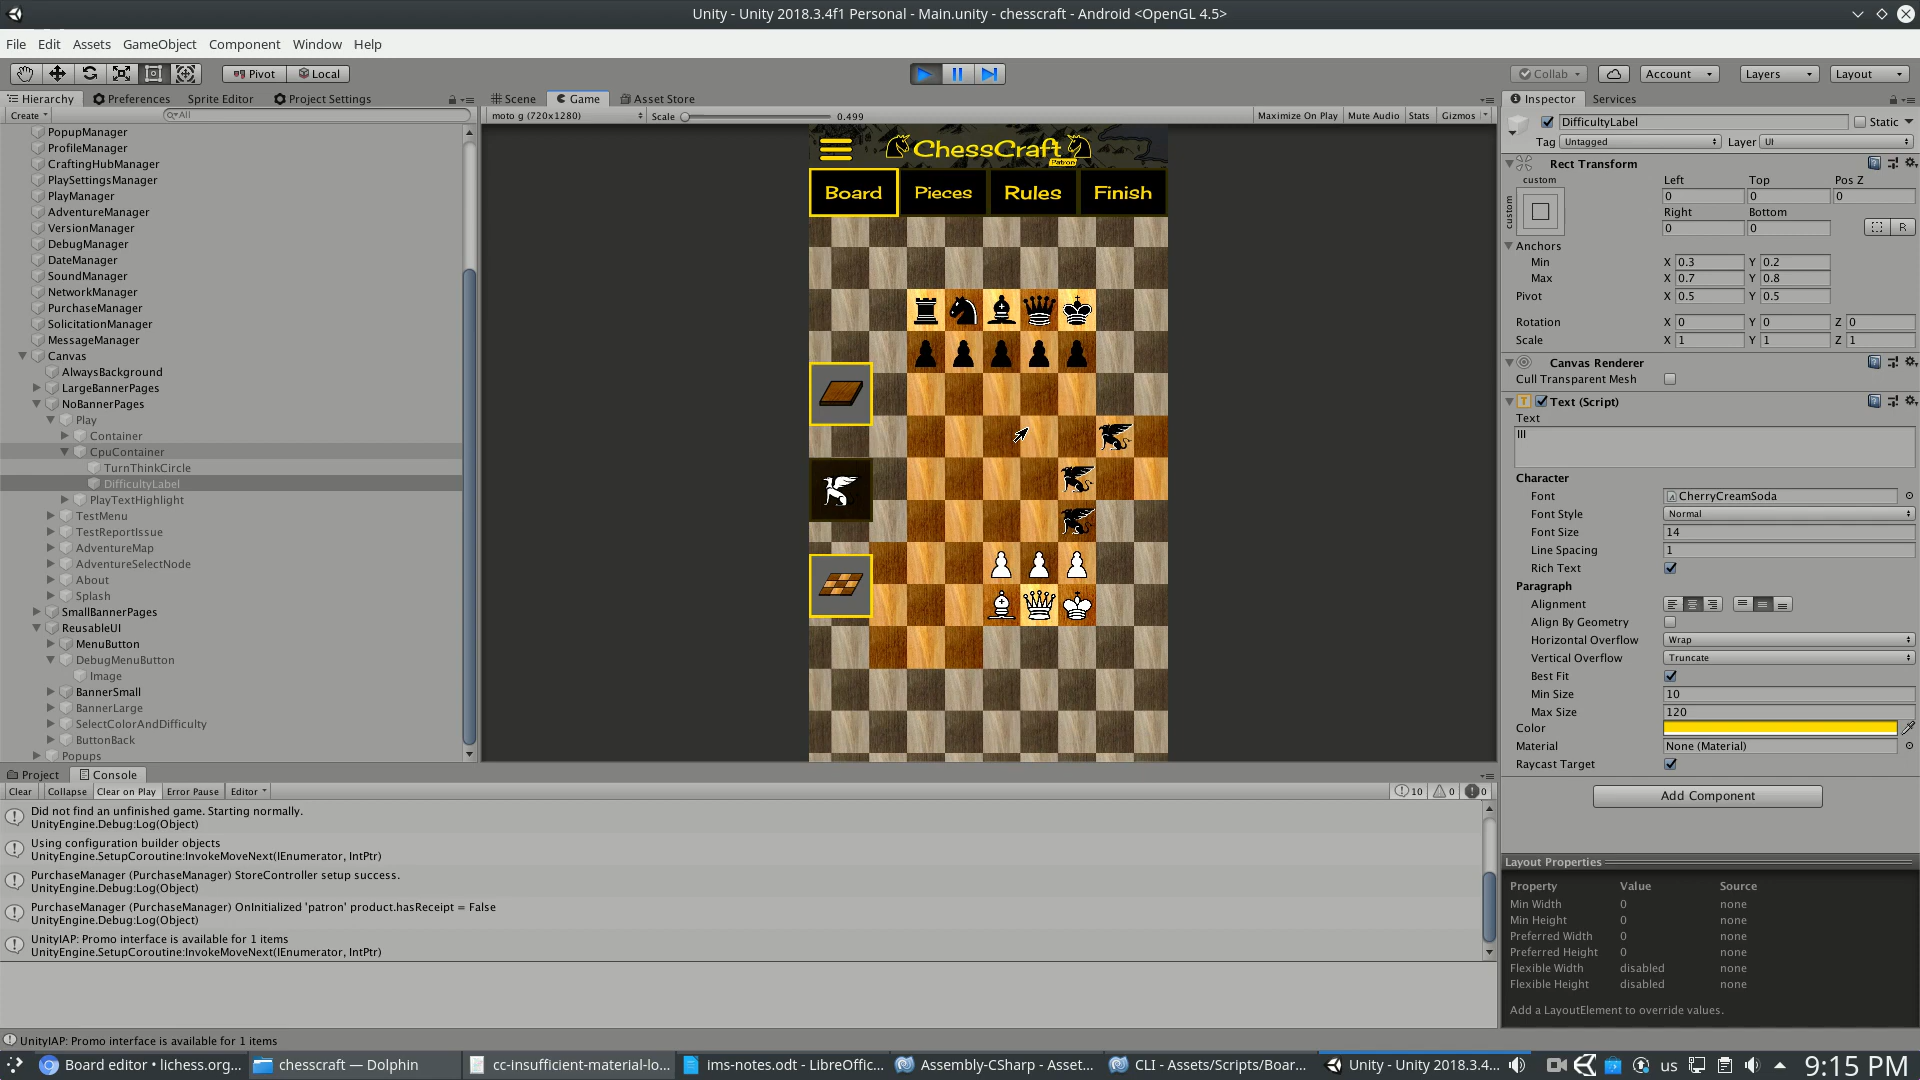 Unity - Unity 2018.3.4f1 Personal - Main.unity - chesscraft - Android <OpenGL 4.5>
File Edit Assets GameObject Component Window Help
Pivot Local Collab Account Layers Layout
Hierarchy Preferences Sprite Editor Project Settings
Create All
PopupManager
ProfileManager
CraftingHubManager
PlaySettingsManager
PlayManager
AdventureManager
VersionManager
DebugManager
DateManager
SoundManager
NetworkManager
PurchaseManager
SolicitationManager
MessageManager
Canvas
AlwaysBackground
LargeBannerPages
NoBannerPages
Play
Container
CpuContainer
TurnThinkCircle
DifficultyLabel
PlayTextHighlight
TestMenu
TestReportIssue
AdventureMap
AdventureSelectNode
About
Splash
SmallBannerPages
ReusableUI
MenuButton
DebugMenuButton
Image
BannerSmall
BannerLarge
SelectColorAndDifficulty
ButtonBack
Popups
Scene Game Asset Store
moto g (720x1280) Scale 0.499 Maximize On Play Mute Audio Stats Gizmos
ChessCraft
Patron
Board Pieces Rules Finish
Inspector Services
DifficultyLabel Static
Tag Untagged Layer UI
Rect Transform
custom Left Top Pos Z
custom 0 0 0
Right Bottom
0 0 R
Anchors
Min X 0.3 Y 0.2
Max X 0.7 Y 0.8
Pivot X 0.5 Y 0.5
Rotation X 0 Y 0 Z 0
Scale X 1 Y 1 Z 1
Canvas Renderer
Cull Transparent Mesh
Text (Script)
Text
III
Character
Font CherryCreamSoda
Font Style Normal
Font Size 14
Line Spacing 1
Rich Text
Paragraph
Alignment
Align By Geometry
Horizontal Overflow Wrap
Vertical Overflow Truncate
Best Fit
Min Size 10
Max Size 120
Color
Material None (Material)
Raycast Target
Add Component
Layout Properties
Property Value Source
Min Width 0 none
Min Height 0 none
Preferred Width 0 none
Preferred Height 0 none
Flexible Width disabled none
Flexible Height disabled none
Add a LayoutElement to override values.
Project Console
Clear Collapse Clear on Play Error Pause Editor 10 0 0
Did not find an unfinished game. Starting normally.
UnityEngine.Debug:Log(Object)
Using configuration builder objects
UnityEngine.SetupCoroutine:InvokeMoveNext(IEnumerator, IntPtr)
PurchaseManager (PurchaseManager) StoreController setup success.
UnityEngine.Debug:Log(Object)
PurchaseManager (PurchaseManager) OnInitialized 'patron' product.hasReceipt = False
UnityEngine.Debug:Log(Object)
UnityIAP: Promo interface is available for 1 items
UnityEngine.SetupCoroutine:InvokeMoveNext(IEnumerator, IntPtr)
UnityIAP: Promo interface is available for 1 items
Board editor • lichess.org... chesscraft — Dolphin cc-insufficient-material-lo... ims-notes.odt - LibreOffic... Assembly-CSharp - Asset... CLI - Assets/Scripts/Boar... Unity - Unity 2018.3.4... us 9:15 PM